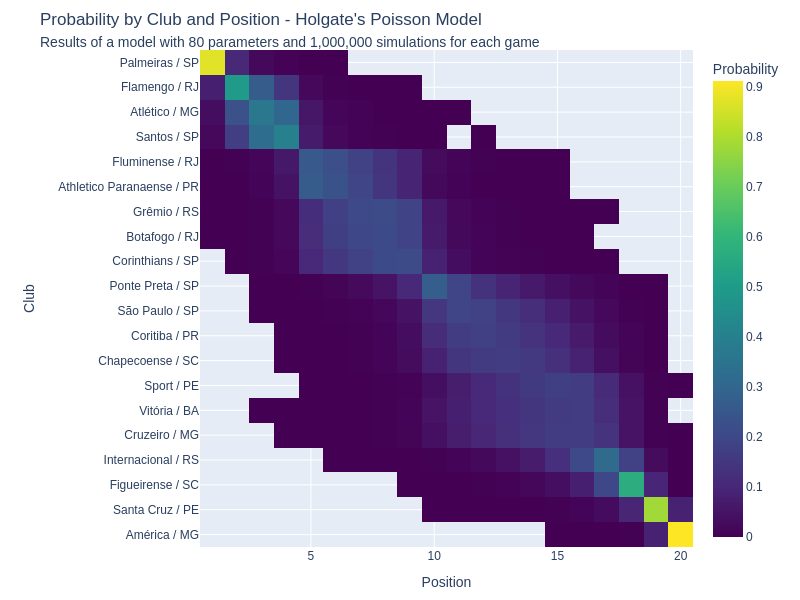 Probability by Club and Position - Holgate's Poisson Model
Results of a model with 80 parameters and 1,000,000 simulations for each game
Probability
Club
Palmeiras / SP
Flamengo / RJ
Atlético / MG
Santos / SP
Fluminense / RJ
Athletico Paranaense / PR
Grêmio / RS
Botafogo / RJ
Corinthians / SP
Ponte Preta / SP
São Paulo / SP
Coritiba / PR
Chapecoense / SC
Sport / PE
Vitória / BA
Cruzeiro / MG
Internacional / RS
Figueirense / SC
Santa Cruz / PE
América / MG
5
10
15
20
Position
0.9
0.8
0.7
0.6
0.5
0.4
0.3
0.2
0.1
0